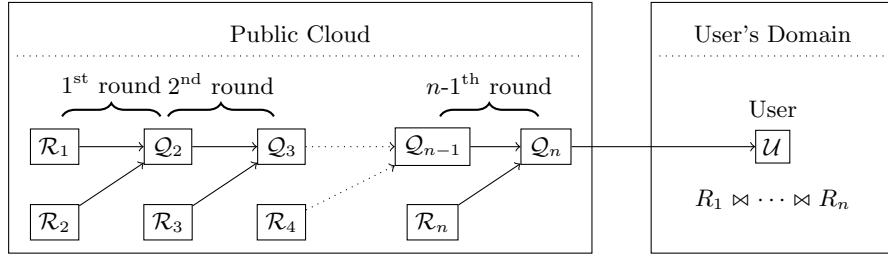 Public Cloud
User's Domain
1st round
2nd round
n-1th round
User
ℛ1
𝒬2
𝒬3
𝒬n−1
𝒬n
𝒰
ℛ2
ℛ3
ℛ4
ℛn
R1 ⋈ ⋯ ⋈ Rn